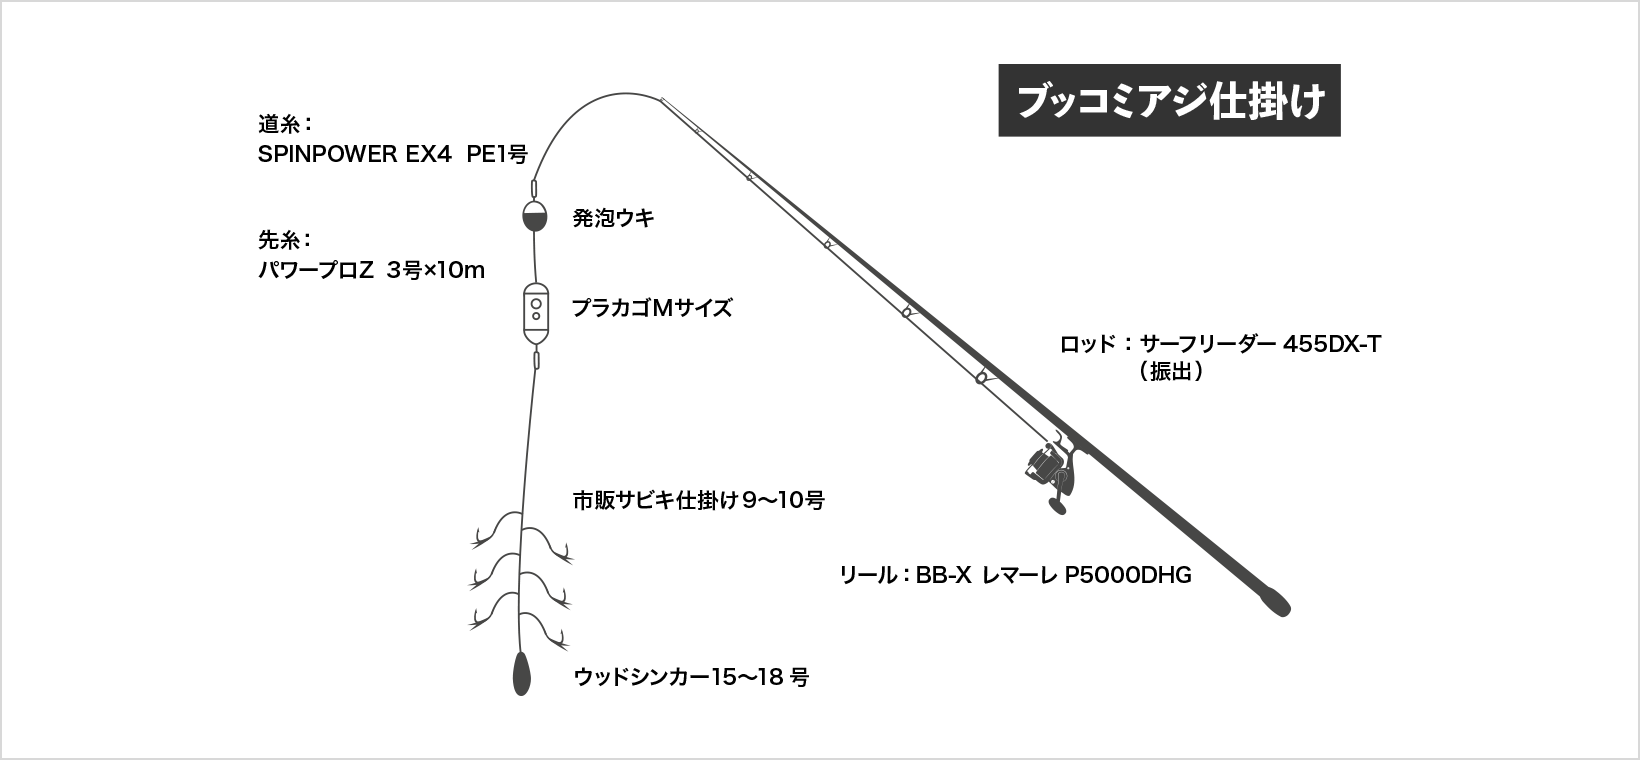 ブッコミアジ仕掛け
道糸：
SPINPOWER EX4 PE1号
発泡ウキ
先糸：
パワープロZ 3号×10m
プラカゴMサイズ
ロッド：サーフリーダー 455DX-T
（振出）
市販サビキ仕掛け 9〜10号
リール：BB-X レマーレ P5000DHG
ウッドシンカー15〜18 号